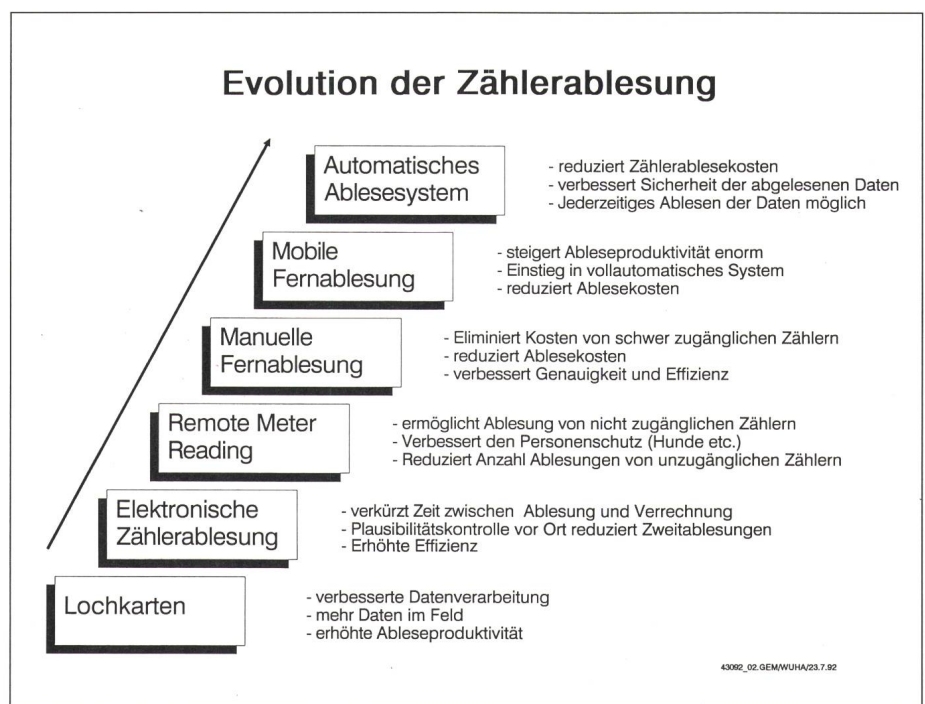 Evolution der Zählerablesung
Automatisches
Ablesesystem
- reduziert Zählerablesekosten
- verbessert Sicherheit der abgelesenen Daten
- Jederzeitiges Ablesen der Daten möglich
Mobile
Fernablesung
- steigert Ableseproduktivität enorm
- Einstieg in vollautomatisches System
- reduziert Ablesekosten
Manuelle
Fernablesung
- Eliminiert Kosten von schwer zugänglichen Zählern
- reduziert Ablesekosten
- verbessert Genauigkeit und Effizienz
Remote Meter
Reading
- ermöglicht Ablesung von nicht zugänglichen Zählern
- Verbessert den Personenschutz (Hunde etc.)
- Reduziert Anzahl Ablesungen von unzugänglichen Zählern
Elektronische
Zählerablesung
- verkürzt Zeit zwischen Ablesung und Verrechnung
- Plausibilitätskontrolle vor Ort reduziert Zweitablesungen
- Erhöhte Effizienz
Lochkarten
- verbesserte Datenverarbeitung
- mehr Daten im Feld
- erhöhte Ableseproduktivität
43092_02.GEM/WUHA/23.7.92